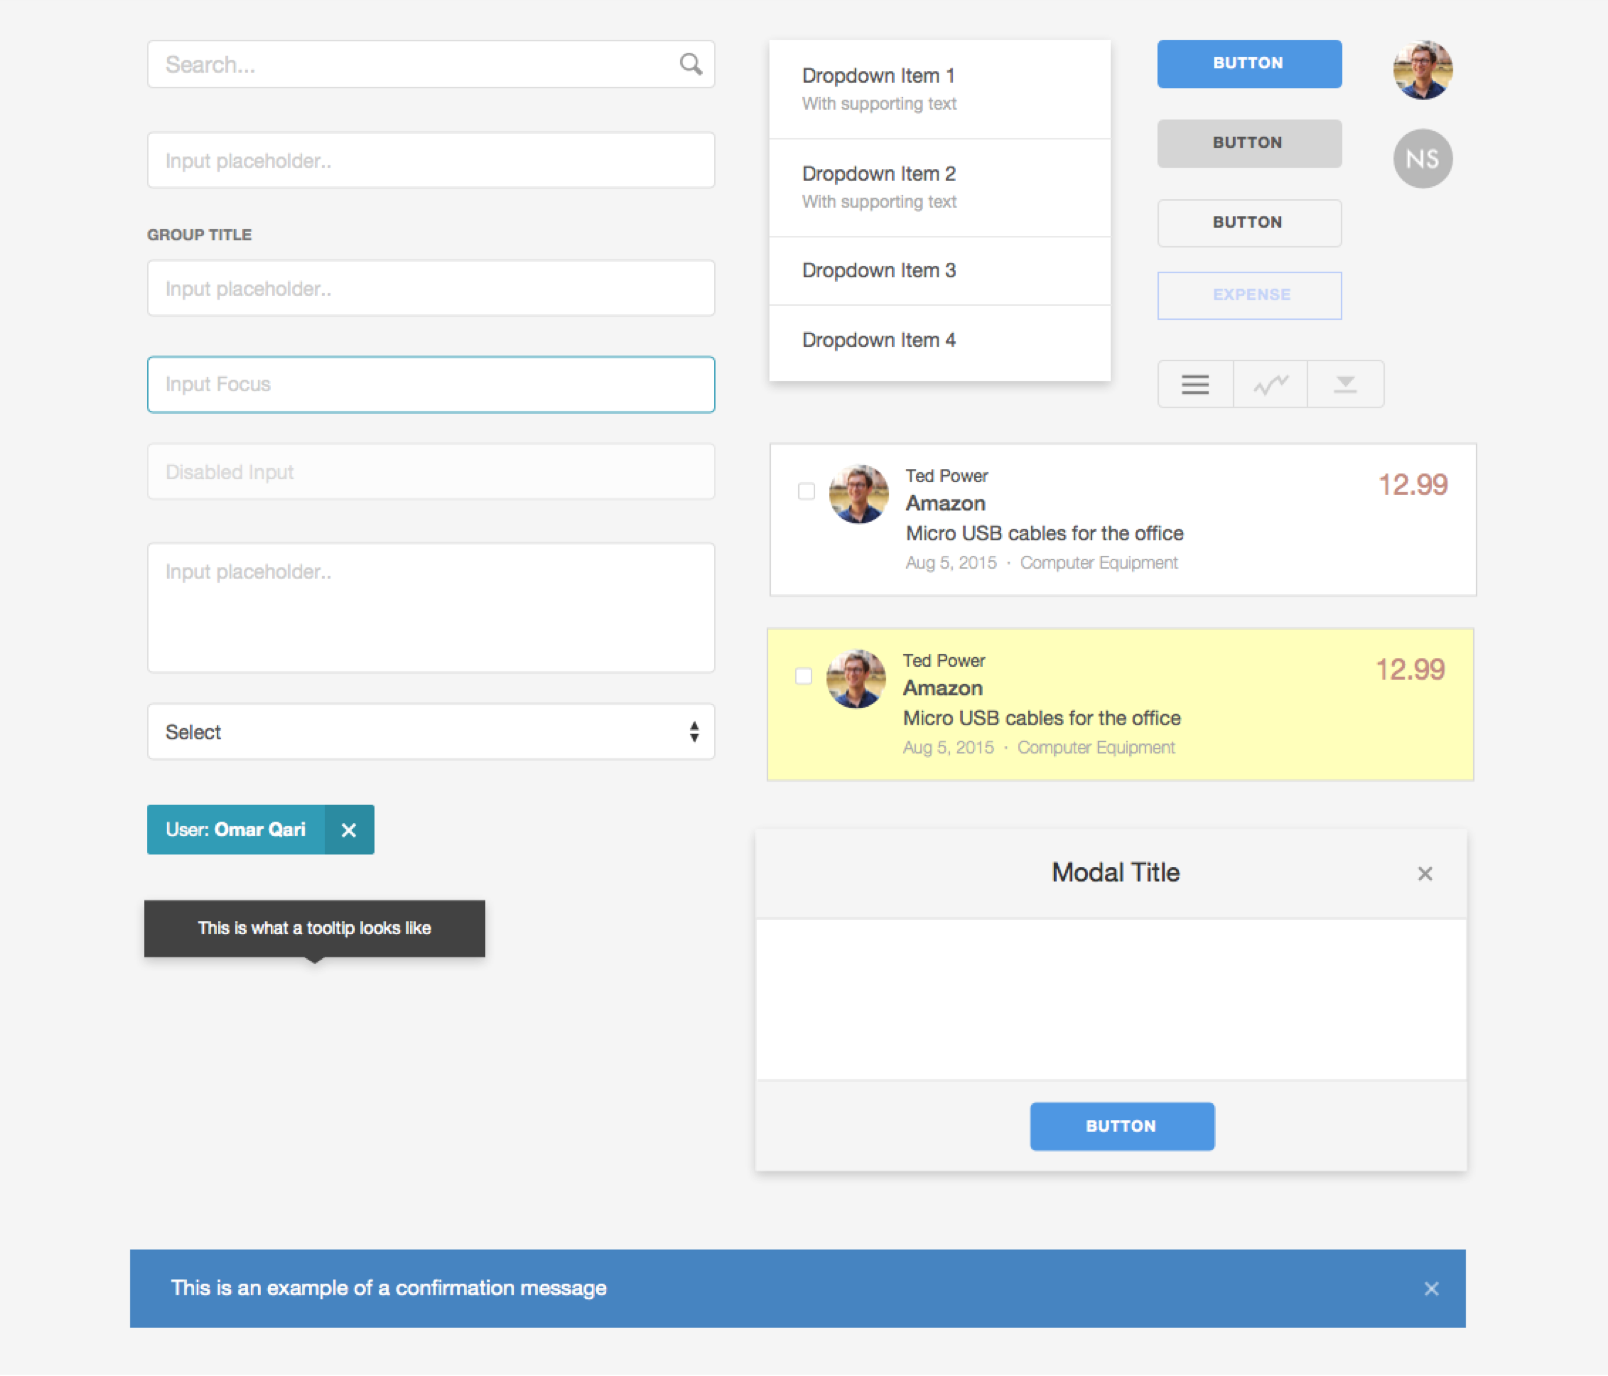 Search...
Input placeholder..
GROUP TITLE
Input placeholder..
Input Focus
Disabled Input
Input placeholder..
Select
User: Omar Qari ×
This is what a tooltip looks like
Dropdown Item 1
With supporting text
Dropdown Item 2
With supporting text
Dropdown Item 3
Dropdown Item 4
BUTTON
BUTTON
BUTTON
EXPENSE
NS
Ted Power
12.99
Amazon
Micro USB cables for the office
Aug 5, 2015 · Computer Equipment
Ted Power
12.99
Amazon
Micro USB cables for the office
Aug 5, 2015 · Computer Equipment
Modal Title ×
BUTTON
This is an example of a confirmation message ×